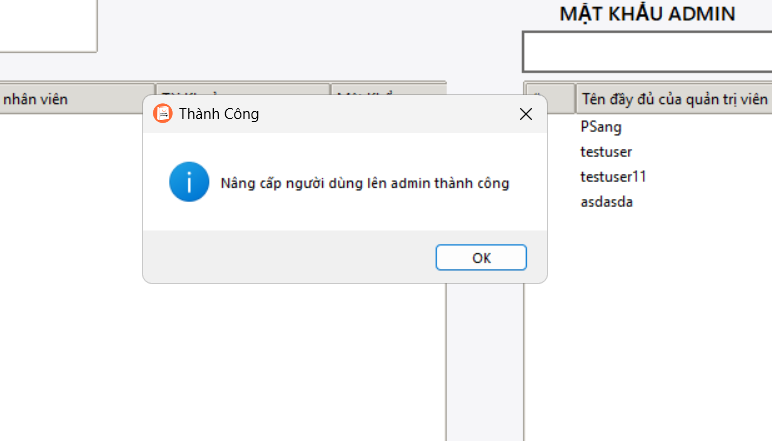 MẬT KHẨU ADMIN
nhân viên
Tên đầy đủ của quản trị viên
Thành Công
PSang
testuser
testuser11
asdasda
Nâng cấp người dùng lên admin thành công
OK